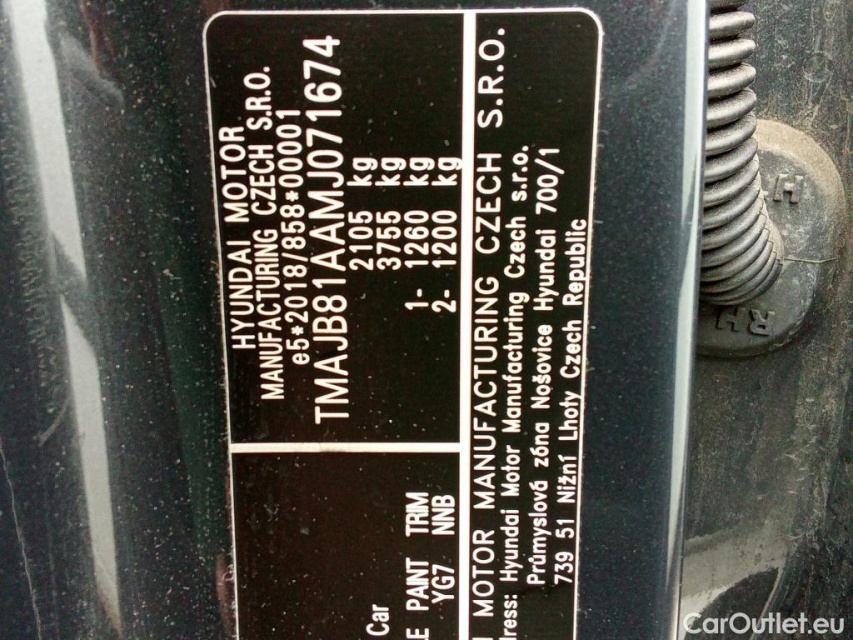 HYUNDAI MOTOR
MANUFACTURING CZECH S.R.O.
e5*2018/858*00001
TMAJB81AAMJ071674
2105 kg
3755 kg
1- 1260 kg
2- 1200 kg
Car
E PAINT TRIM
YG7 NNB
MOTOR MANUFACTURING CZECH S.R.O.
ress: Hyundai Motor Manufacturing Czech s.r.o.
Průmyslová zóna Nošovice Hyundai 700/1
739 51 Nižní Lhoty Czech Republic
H
RH
CarOutlet.eu